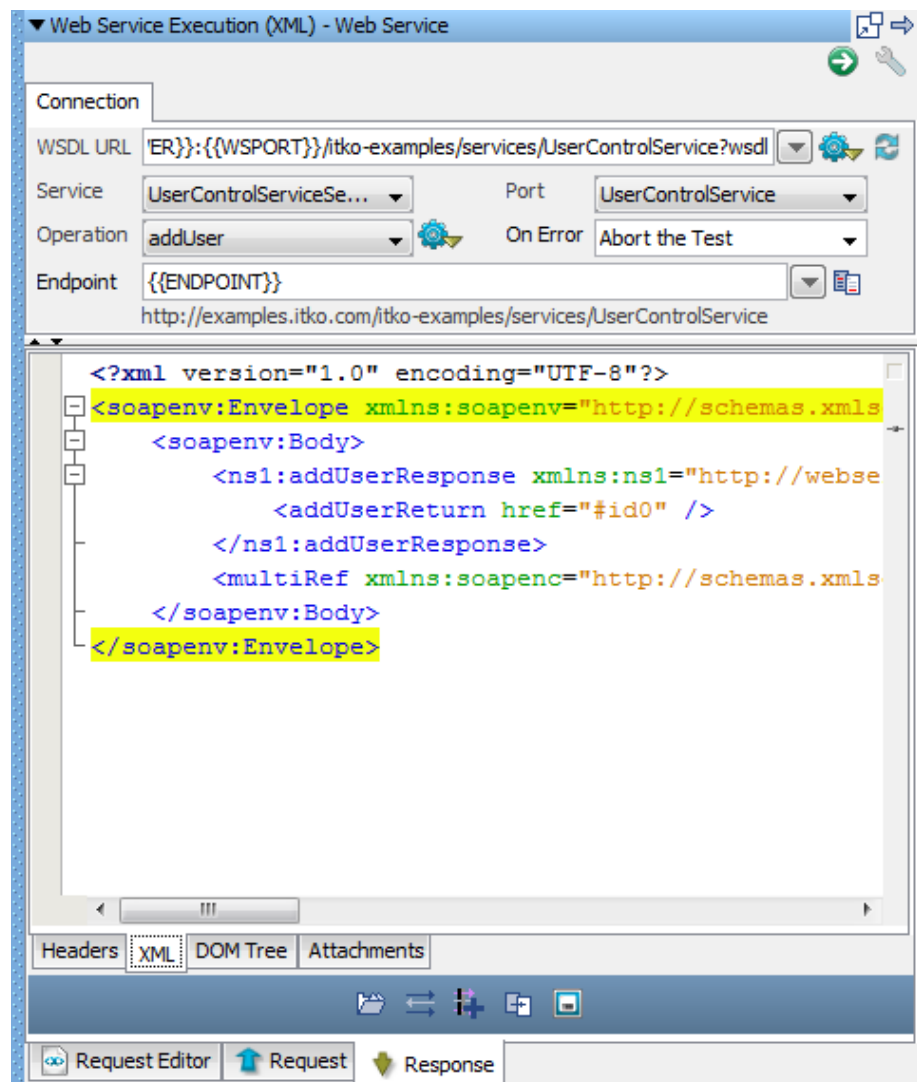 Web Service Execution (XML) - Web Service
Connection
WSDL URL 'ER}}:{{WSPORT}}/itko-examples/services/UserControlService?wsdl
Service UserControlServiceSe... Port UserControlService
Operation addUser On Error Abort the Test
Endpoint {{ENDPOINT}}
http://examples.itko.com/itko-examples/services/UserControlService
<?xml version="1.0" encoding="UTF-8"?>
<soapenv:Envelope xmlns:soapenv="http://schemas.xmls
<soapenv:Body>
<ns1:addUserResponse xmlns:ns1="http://webse
<addUserReturn href="#id0" />
</ns1:addUserResponse>
<multiRef xmlns:soapenc="http://schemas.xmls
</soapenv:Body>
</soapenv:Envelope>
Headers XML DOM Tree Attachments
Request Editor Request Response